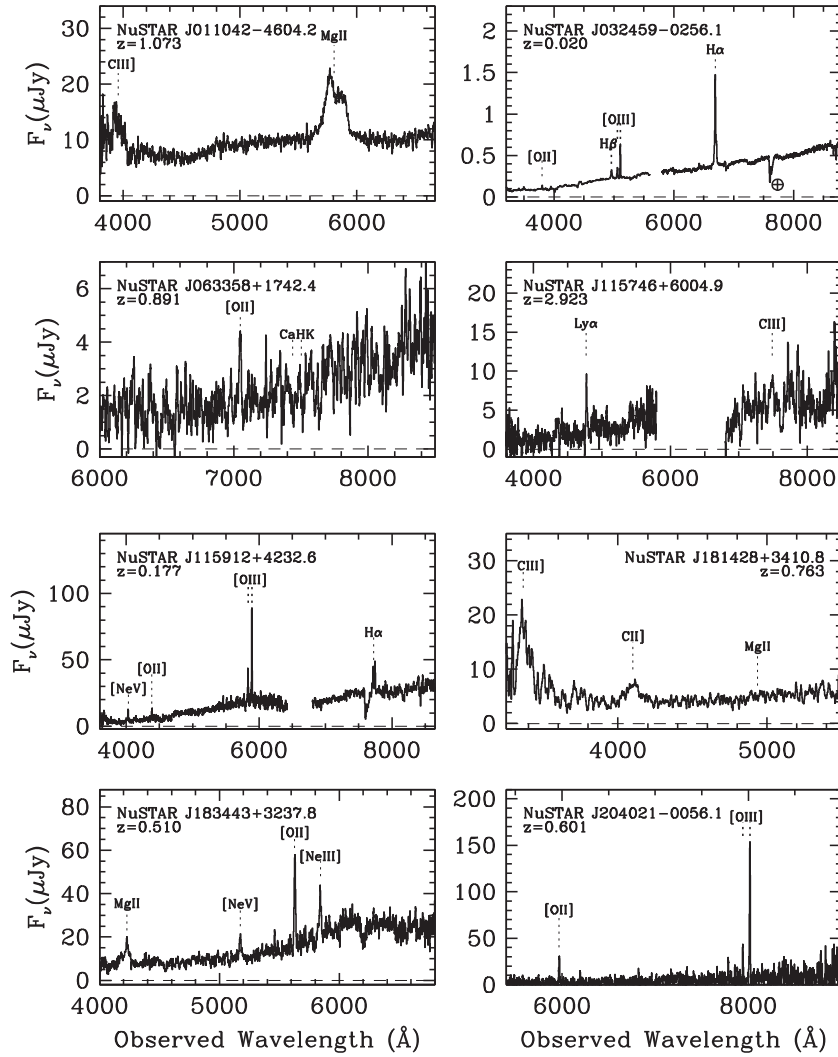 NuSTAR J011042−4604.2
z=1.073
MgII
CIII]
30
20
10
0
4000
5000
6000
Fν(μJy)
NuSTAR J032459−0256.1
z=0.020
Hα
[OIII]
Hβ
[OII]
⊕
2
1.5
1
0.5
0
4000
6000
8000
NuSTAR J063358+1742.4
z=0.891
[OII]
CaHK
6
4
2
0
6000
7000
8000
Fν(μJy)
NuSTAR J115746+6004.9
z=2.923
Lyα
CIII]
20
15
10
5
0
4000
6000
8000
NuSTAR J115912+4232.6
z=0.177
[OIII]
Hα
[OII]
[NeV]
100
50
0
4000
6000
8000
Fν(μJy)
NuSTAR J181428+3410.8
z=0.763
CIII]
CII]
MgII
30
20
10
0
4000
5000
NuSTAR J183443+3237.8
z=0.510
[OII]
[NeIII]
MgII
[NeV]
80
60
40
20
0
4000
5000
6000
Fν(μJy)
Observed Wavelength (Å)
NuSTAR J204021−0056.1
z=0.601
[OIII]
[OII]
200
150
100
50
0
6000
8000
Observed Wavelength (Å)